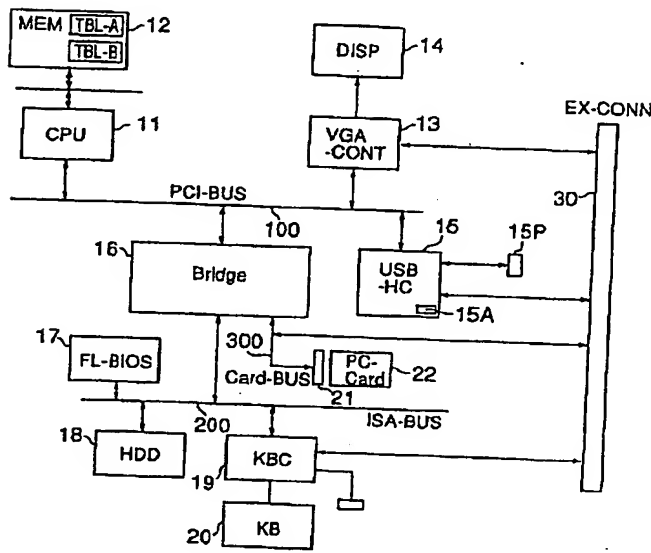 MEM
TBL-A
TBL-B
12
DISP
14
CPU
11
VGA
-CONT
13
EX-CONN
30
PCI-BUS
100
16
Bridge
15
USB
-HC
15A
15P
17
FL-BIOS
300
Card-BUS
21
PC-
Card
22
200
ISA-BUS
18
HDD
19
KBC
20
KB